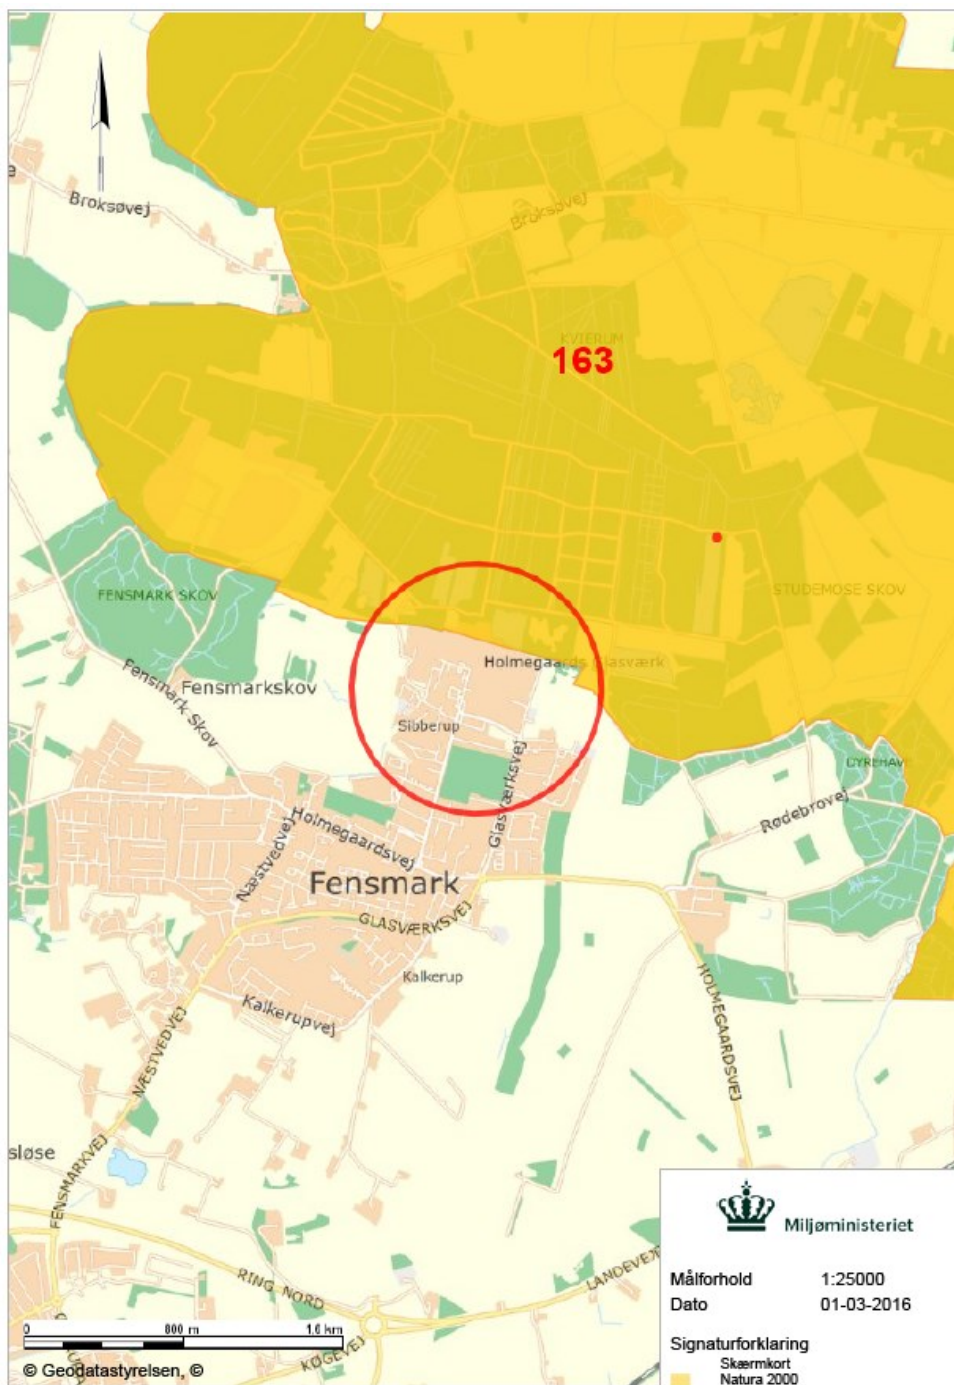 Broksøvej
Broksøvej
KVIERUM
163
FENSMARK SKOV
STUDEMOSE SKOV
Holmegaards Glasværk
Fensmarkskov
Fensmark Skov
Sibberup
DYREHAVE
Glasværksvej
Rødebrovej
Holmegaardsvej
Næstvedvej
Fensmark
GLASVÆRKSVEJ
Kalkerup
Kalkerupvej
HOLMEGAARDSVEJ
NÆSTVEDVEJ
sløse
FENSMARKVEJ
RING NORD
LANDEVEJ
KØGEVEJ
Miljøministeriet
Målforhold 1:25000
Dato 01-03-2016
Signaturforklaring
Skærmkort
Natura 2000
0 800 m 1.6 km
© Geodatastyrelsen, ©